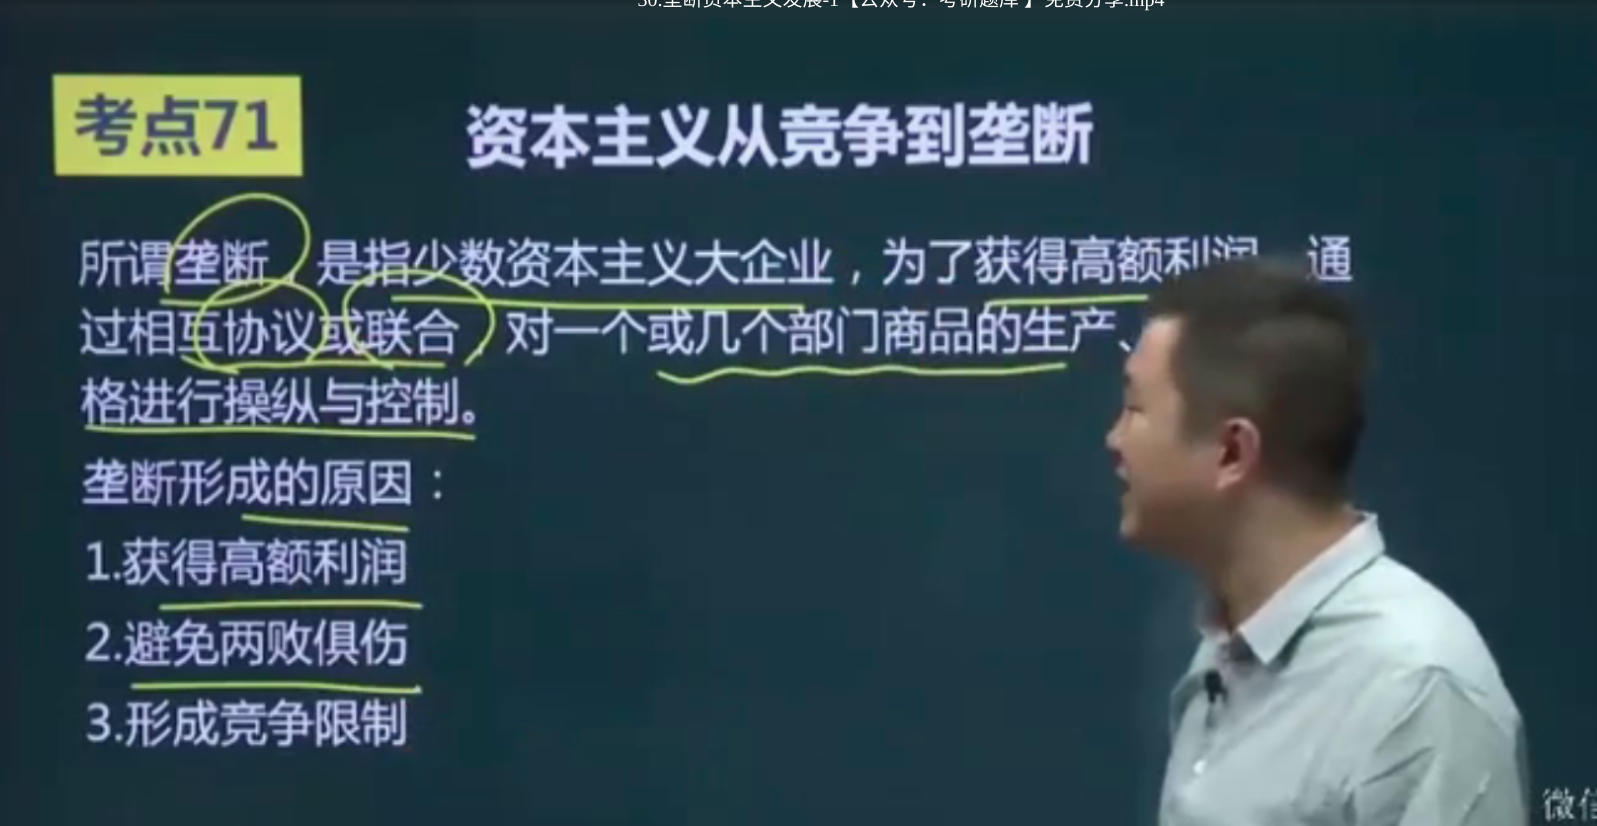 30.垄断资本主义发展-1【公众号：考研题库】免费分享.mp4
考点71
资本主义从竞争到垄断
所谓垄断，是指少数资本主义大企业，为了获得高额利润，通
过相互协议或联合，对一个或几个部门商品的生产、
格进行操纵与控制。
垄断形成的原因：
1.获得高额利润
2.避免两败俱伤
3.形成竞争限制
微信